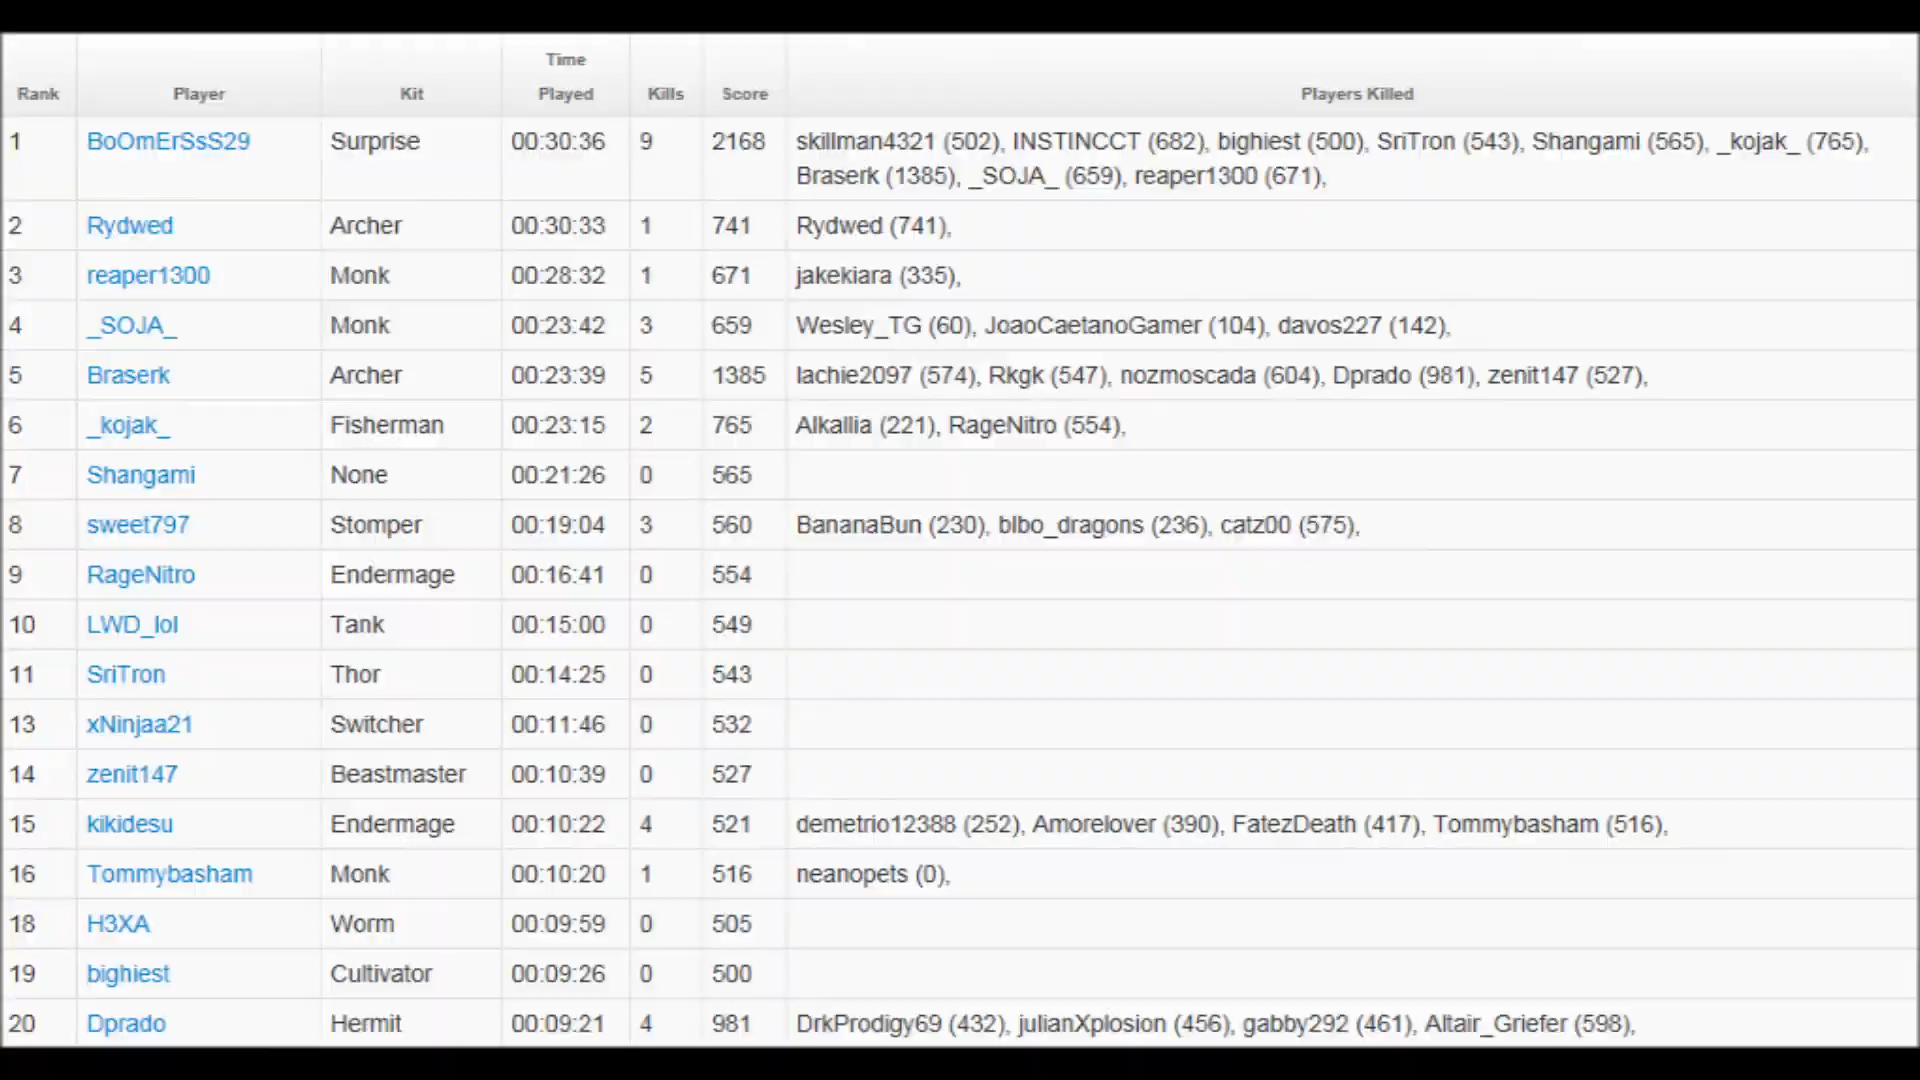 Rank Player Kit Time Played Kills Score Players Killed
1 BoOmErSsS29 Surprise 00:30:36 9 2168 skillman4321 (502), INSTINCCT (682), bighiest (500), SriTron (543), Shangami (565), _kojak_ (765),
Braserk (1385), _SOJA_ (659), reaper1300 (671),
2 Rydwed Archer 00:30:33 1 741 Rydwed (741),
3 reaper1300 Monk 00:28:32 1 671 jakekiara (335),
4 _SOJA_ Monk 00:23:42 3 659 Wesley_TG (60), JoaoCaetanoGamer (104), davos227 (142),
5 Braserk Archer 00:23:39 5 1385 lachie2097 (574), Rkgk (547), nozmoscada (604), Dprado (981), zenit147 (527),
6 _kojak_ Fisherman 00:23:15 2 765 Alkallia (221), RageNitro (554),
7 Shangami None 00:21:26 0 565
8 sweet797 Stomper 00:19:04 3 560 BananaBun (230), blbo_dragons (236), catz00 (575),
9 RageNitro Endermage 00:16:41 0 554
10 LWD_lol Tank 00:15:00 0 549
11 SriTron Thor 00:14:25 0 543
13 xNinjaa21 Switcher 00:11:46 0 532
14 zenit147 Beastmaster 00:10:39 0 527
15 kikidesu Endermage 00:10:22 4 521 demetrio12388 (252), Amorelover (390), FatezDeath (417), Tommybasham (516),
16 Tommybasham Monk 00:10:20 1 516 neanopets (0),
18 H3XA Worm 00:09:59 0 505
19 bighiest Cultivator 00:09:26 0 500
20 Dprado Hermit 00:09:21 4 981 DrkProdigy69 (432), julianXplosion (456), gabby292 (461), Altair_Griefer (598),